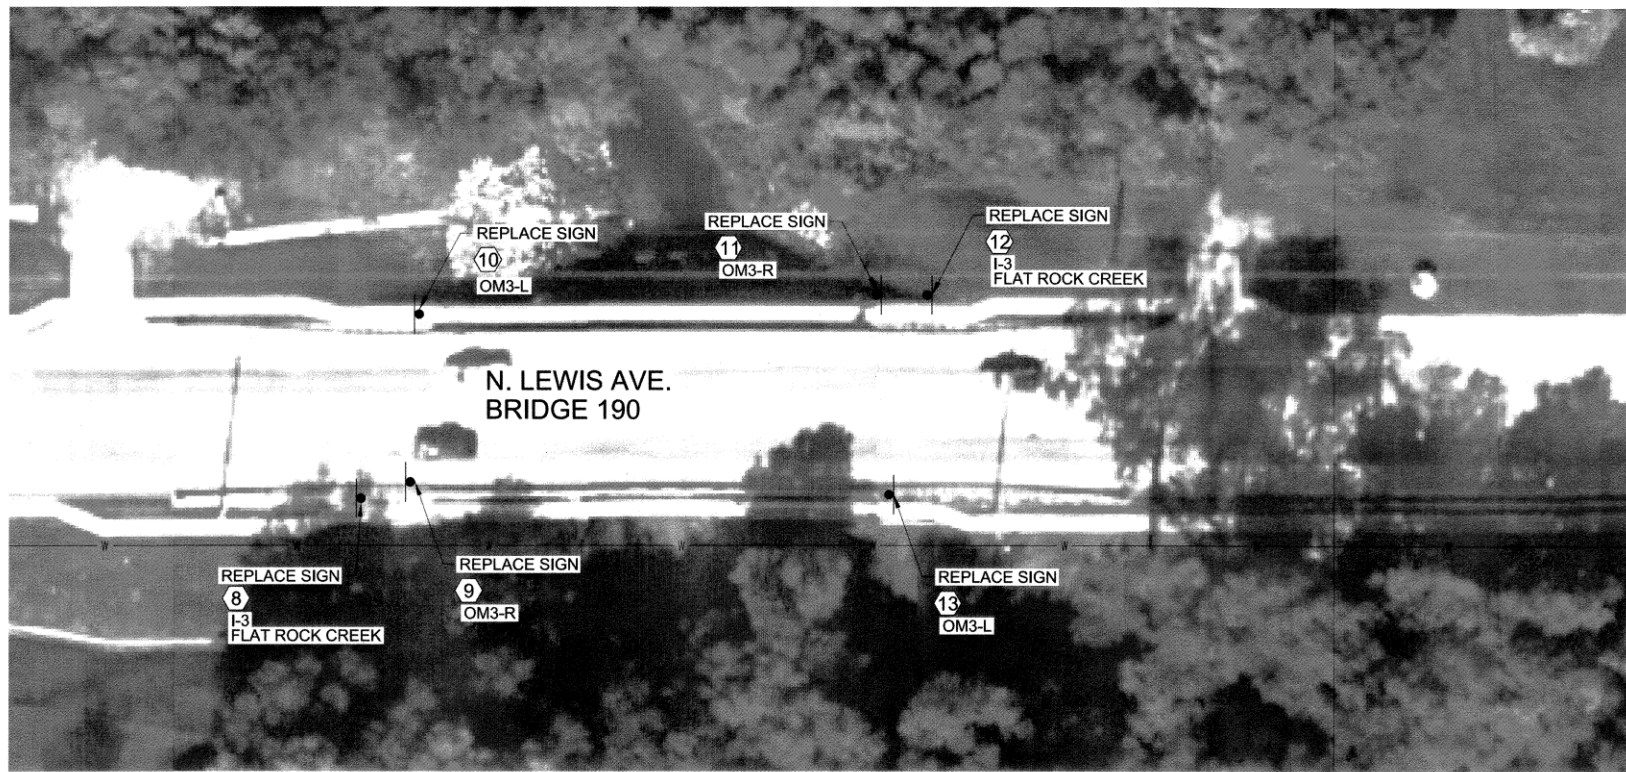 REPLACE SIGN
10
OM3-L
REPLACE SIGN
11
OM3-R
REPLACE SIGN
12
I-3
FLAT ROCK CREEK
N. LEWIS AVE.
BRIDGE 190
W W W W W W W W
REPLACE SIGN
8
I-3
FLAT ROCK CREEK
REPLACE SIGN
9
OM3-R
REPLACE SIGN
13
OM3-L